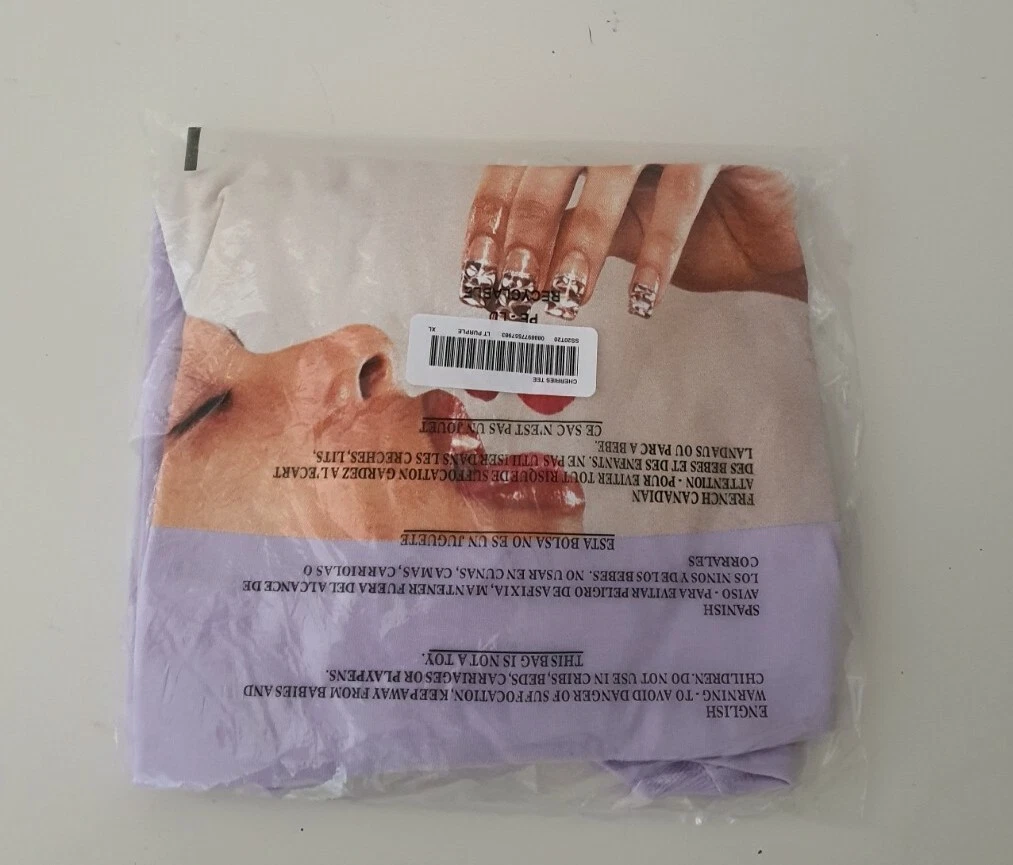 ENGLISH
WARNING - TO AVOID DANGER OF SUFFOCATION, KEEP AWAY FROM BABIES AND
CHILDREN. DO NOT USE IN CRIBS, BEDS, CARRIAGES OR PLAYPENS.
THIS BAG IS NOT A TOY.
SPANISH
AVISO - PARA EVITAR PELIGRO DE ASFIXIA, MANTENER FUERA DEL ALCANCE DE
LOS NINOS Y DE LOS BEBES. NO USAR EN CUNAS, CAMAS, CARRIOLAS O
CORRALES
ESTA BOLSA NO ES UN JUGUETE
FRENCH CANADIAN
ATTENTION - POUR EVITER TOUT RISQUE DE SUFFOCATION GARDEZ A L'ECART
DES BEBES ET DES ENFANTS. NE PAS UTILISER DANS LES CRECHES, LITS,
LANDAUS OU PARC A BEBE.
CE SAC N'EST PAS UN JOUET
CHERRIES TEE
SS20T20 LT PURPLE XL
PE-LD
RECYCLABLE